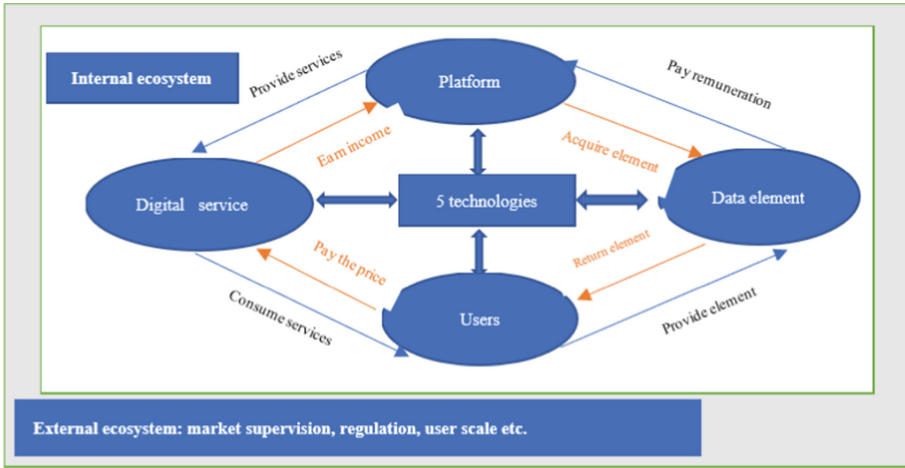 Internal ecosystem
Provide services
Platform
Pay remuneration
Earn income
Acquire element
Digital service
5 technologies
Data element
Pay the price
Return element
Consume services
Users
Provide element
External ecosystem: market supervision, regulation, user scale etc.